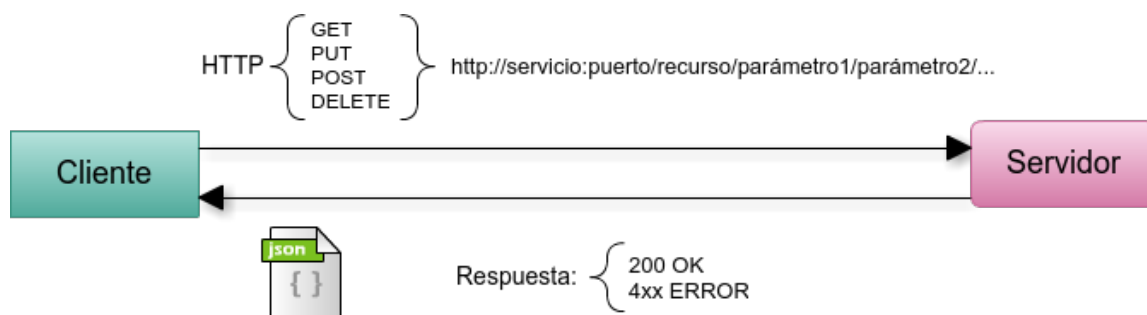 GET
PUT
POST
DELETE
HTTP
http://servicio:puerto/recurso/parámetro1/parámetro2/...
Cliente
Servidor
json
{ }
Respuesta:
200 OK
4xx ERROR